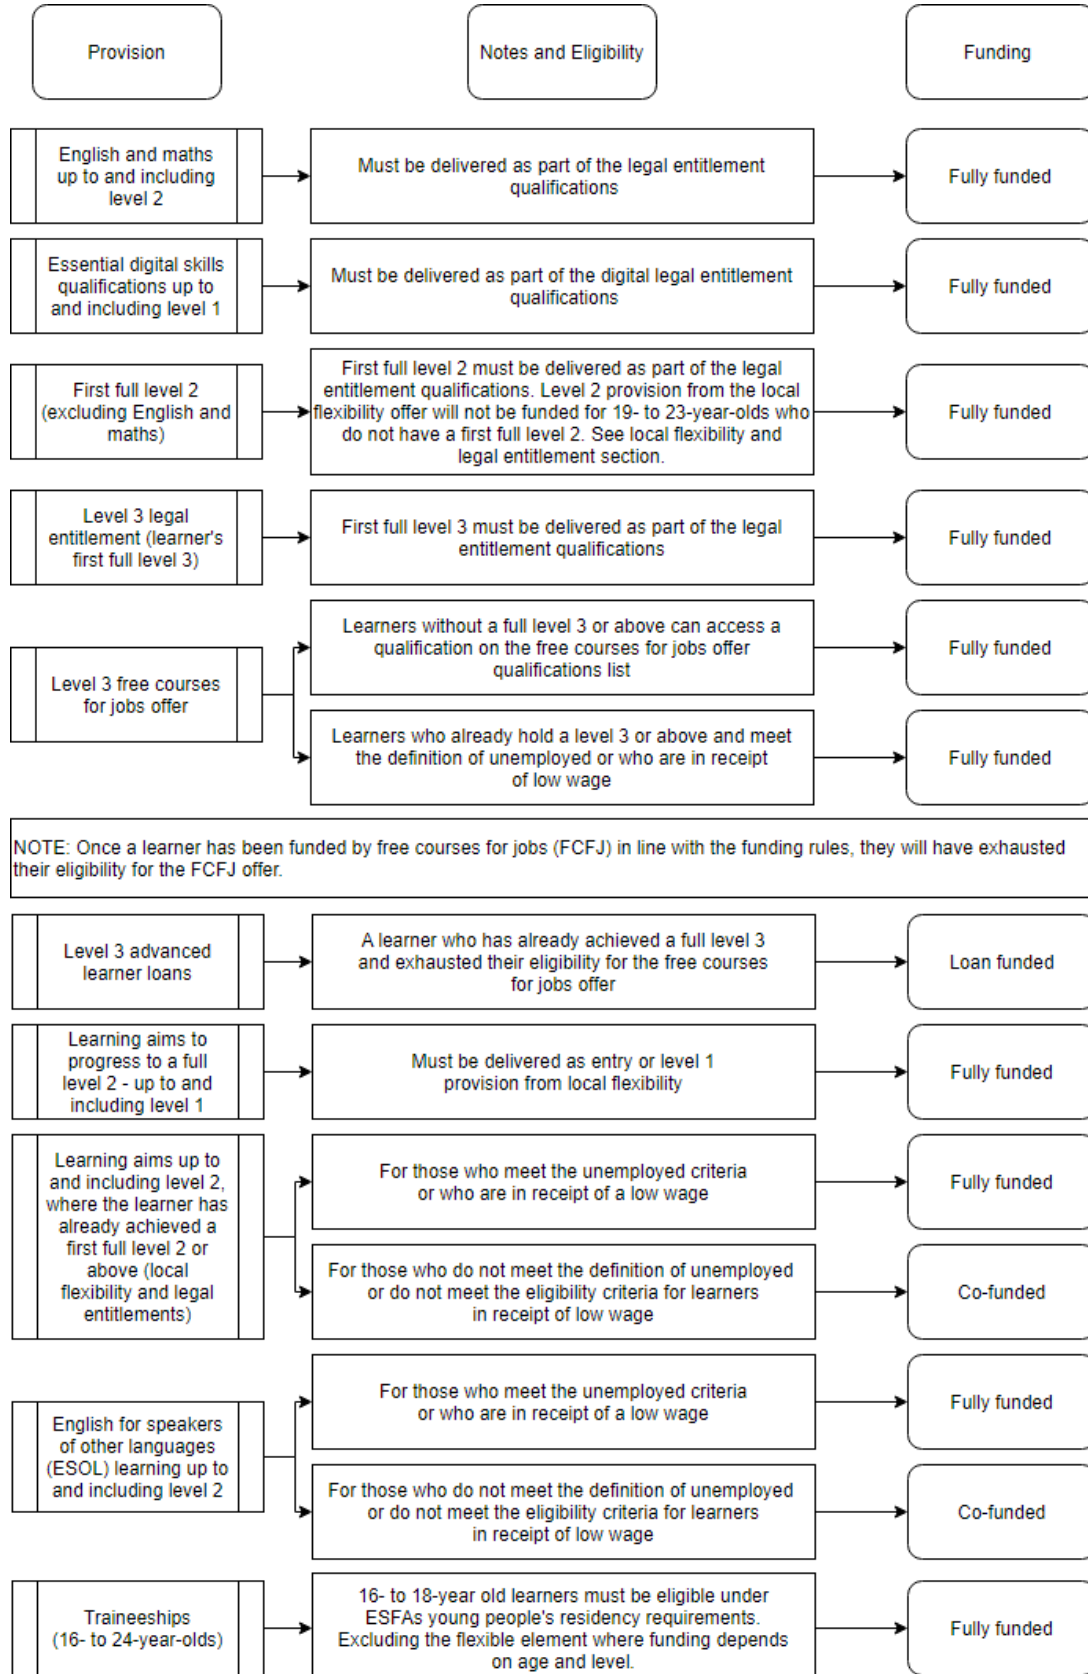 Provision
Notes and Eligibility
Funding
English and maths
up to and including
level 2
Must be delivered as part of the legal entitlement
qualifications
Fully funded
Essential digital skills
qualifications up to
and including level 1
Must be delivered as part of the digital legal entitlement
qualifications
Fully funded
First full level 2
(excluding English and
maths)
First full level 2 must be delivered as part of the legal
entitlement qualifications. Level 2 provision from the local
flexibility offer will not be funded for 19- to 23-year-olds who
do not have a first full level 2. See local flexibility and
legal entitlement section.
Fully funded
Level 3 legal
entitlement (learner's
first full level 3)
First full level 3 must be delivered as part of the legal
entitlement qualifications
Fully funded
Level 3 free courses
for jobs offer
Learners without a full level 3 or above can access a
qualification on the free courses for jobs offer
qualifications list
Fully funded
Learners who already hold a level 3 or above and meet
the definition of unemployed or who are in receipt
of low wage
Fully funded
NOTE: Once a learner has been funded by free courses for jobs (FCFJ) in line with the funding rules, they will have exhausted
their eligibility for the FCFJ offer.
Level 3 advanced
learner loans
A learner who has already achieved a full level 3
and exhausted their eligibility for the free courses
for jobs offer
Loan funded
Learning aims to
progress to a full
level 2 - up to and
including level 1
Must be delivered as entry or level 1
provision from local flexibility
Fully funded
Learning aims up to
and including level 2,
where the learner has
already achieved a
first full level 2 or
above (local
flexibility and legal
entitlements)
For those who meet the unemployed criteria
or who are in receipt of a low wage
Fully funded
For those who do not meet the definition of unemployed
or do not meet the eligibility criteria for learners
in receipt of low wage
Co-funded
English for speakers
of other languages
(ESOL) learning up to
and including level 2
For those who meet the unemployed criteria
or who are in receipt of a low wage
Fully funded
For those who do not meet the definition of unemployed
or do not meet the eligibility criteria for learners
in receipt of low wage
Co-funded
Traineeships
(16- to 24-year-olds)
16- to 18-year old learners must be eligible under
ESFAs young people's residency requirements.
Excluding the flexible element where funding depends
on age and level.
Fully funded